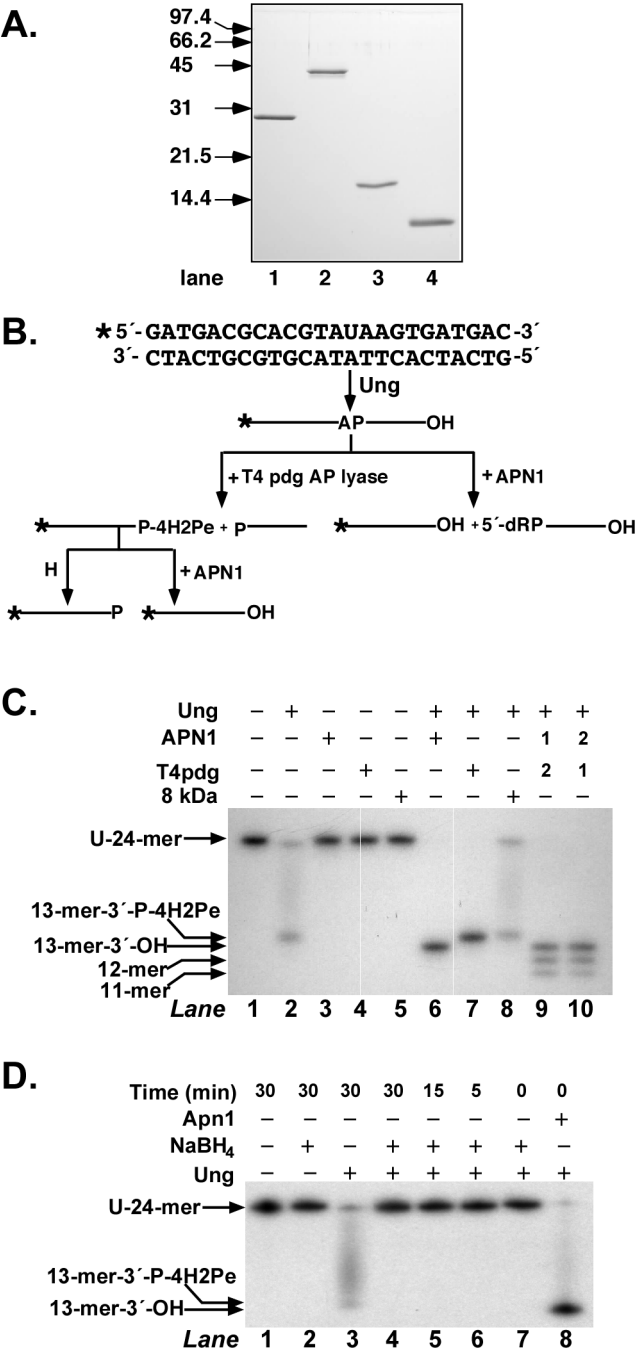 A.
97.4
66.2
45
31
21.5
14.4
lane 1 2 3 4
B.
* 5´- GATGACGCACGTAUAAGTGATGAC-3´
3´- CTACTGCGTGCATATTCACTACTG-5´
Ung
* AP OH
+T4 pdg AP lyase +APN1
* P-4H2Pe + P * OH +5´-dRP OH
H +APN1
* P * OH
C.
Ung – + – – – + + + + +
APN1 – – + – – + – – 1 2
T4pdg – – – + – – + – 2 1
8 kDa – – – – + – – + – –
U-24-mer
13-mer-3´-P-4H2Pe
13-mer-3´-OH
12-mer
11-mer
Lane 1 2 3 4 5 6 7 8 9 10
D.
Time (min) 30 30 30 30 15 5 0 0
Apn1 – – – – – – – +
NaBH4 – + – + + + + –
Ung – – + + + + + +
U-24-mer
13-mer-3´-P-4H2Pe
13-mer-3´-OH
Lane 1 2 3 4 5 6 7 8